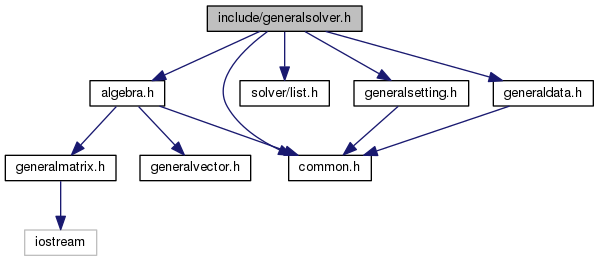 include/generalsolver.h
algebra.h
solver/list.h
generalsetting.h
generaldata.h
generalmatrix.h
generalvector.h
common.h
iostream